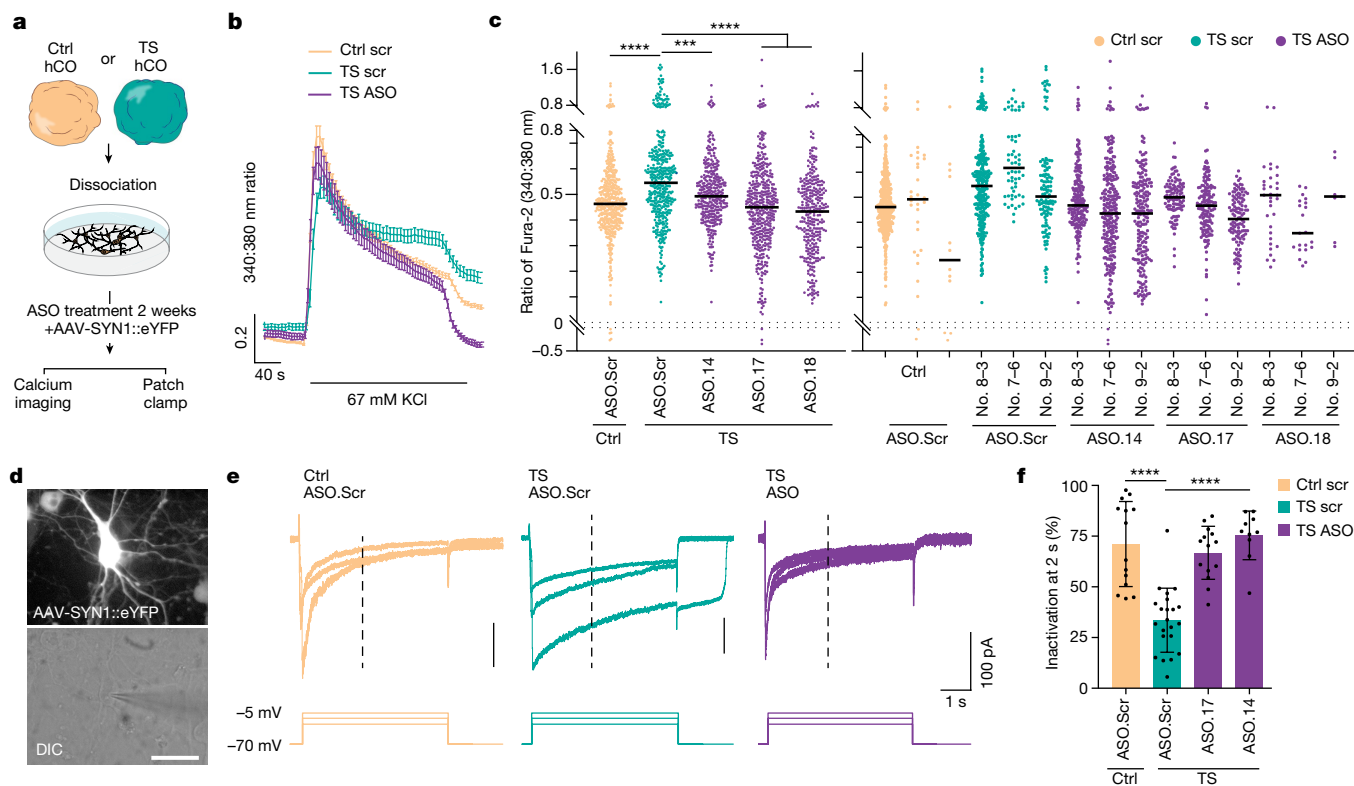 a
Ctrl
hCO
or
TS
hCO
Dissociation
ASO treatment 2 weeks
+AAV-SYN1::eYFP
Calcium
imaging
Patch
clamp
b
Ctrl scr
TS scr
TS ASO
340:380 nm ratio
0.2
40 s
67 mM KCl
c
Ctrl scr
TS scr
TS ASO
****
****
***
Ratio of Fura-2 (340:380 nm)
1.6
0.8
0.8
0.5
0
–0.5
ASO.Scr
ASO.Scr
ASO.14
ASO.17
ASO.18
Ctrl
TS
Ctrl
No. 8–3
No. 7–6
No. 9–2
No. 8–3
No. 7–6
No. 9–2
No. 8–3
No. 7–6
No. 9–2
No. 8–3
No. 7–6
No. 9–2
ASO.Scr
ASO.Scr
ASO.14
ASO.17
ASO.18
d
AAV-SYN1::eYFP
DIC
e
Ctrl
ASO.Scr
TS
ASO.Scr
TS
ASO
100 pA
1 s
–5 mV
–70 mV
f
Ctrl scr
TS scr
TS ASO
****
****
Inactivation at 2 s (%)
100
75
50
25
0
ASO.Scr
ASO.Scr
ASO.17
ASO.14
Ctrl
TS